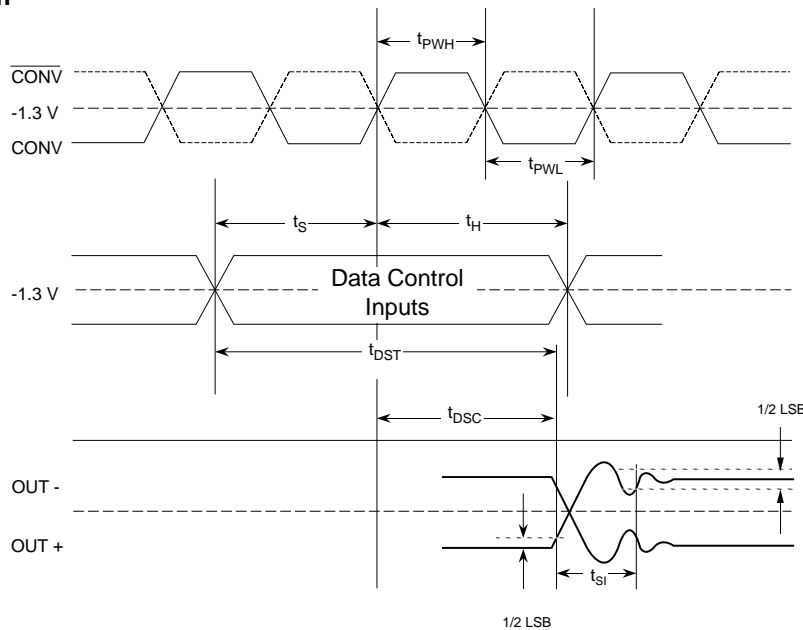 tPWH
CONV
-1.3 V
CONV
tPWL
tS
tH
-1.3 V
Data Control
Inputs
tDST
tDSC
1/2 LSB
OUT -
OUT +
tSI
1/2 LSB